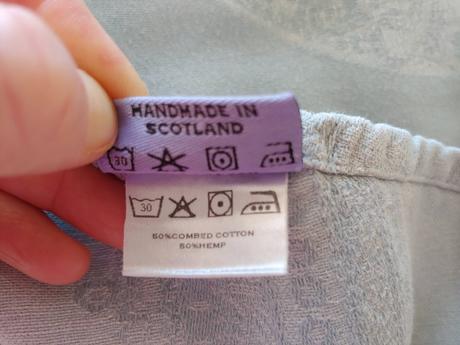 HANDMADE IN
SCOTLAND
30
30
50%COMBED COTTON
50%HEMP